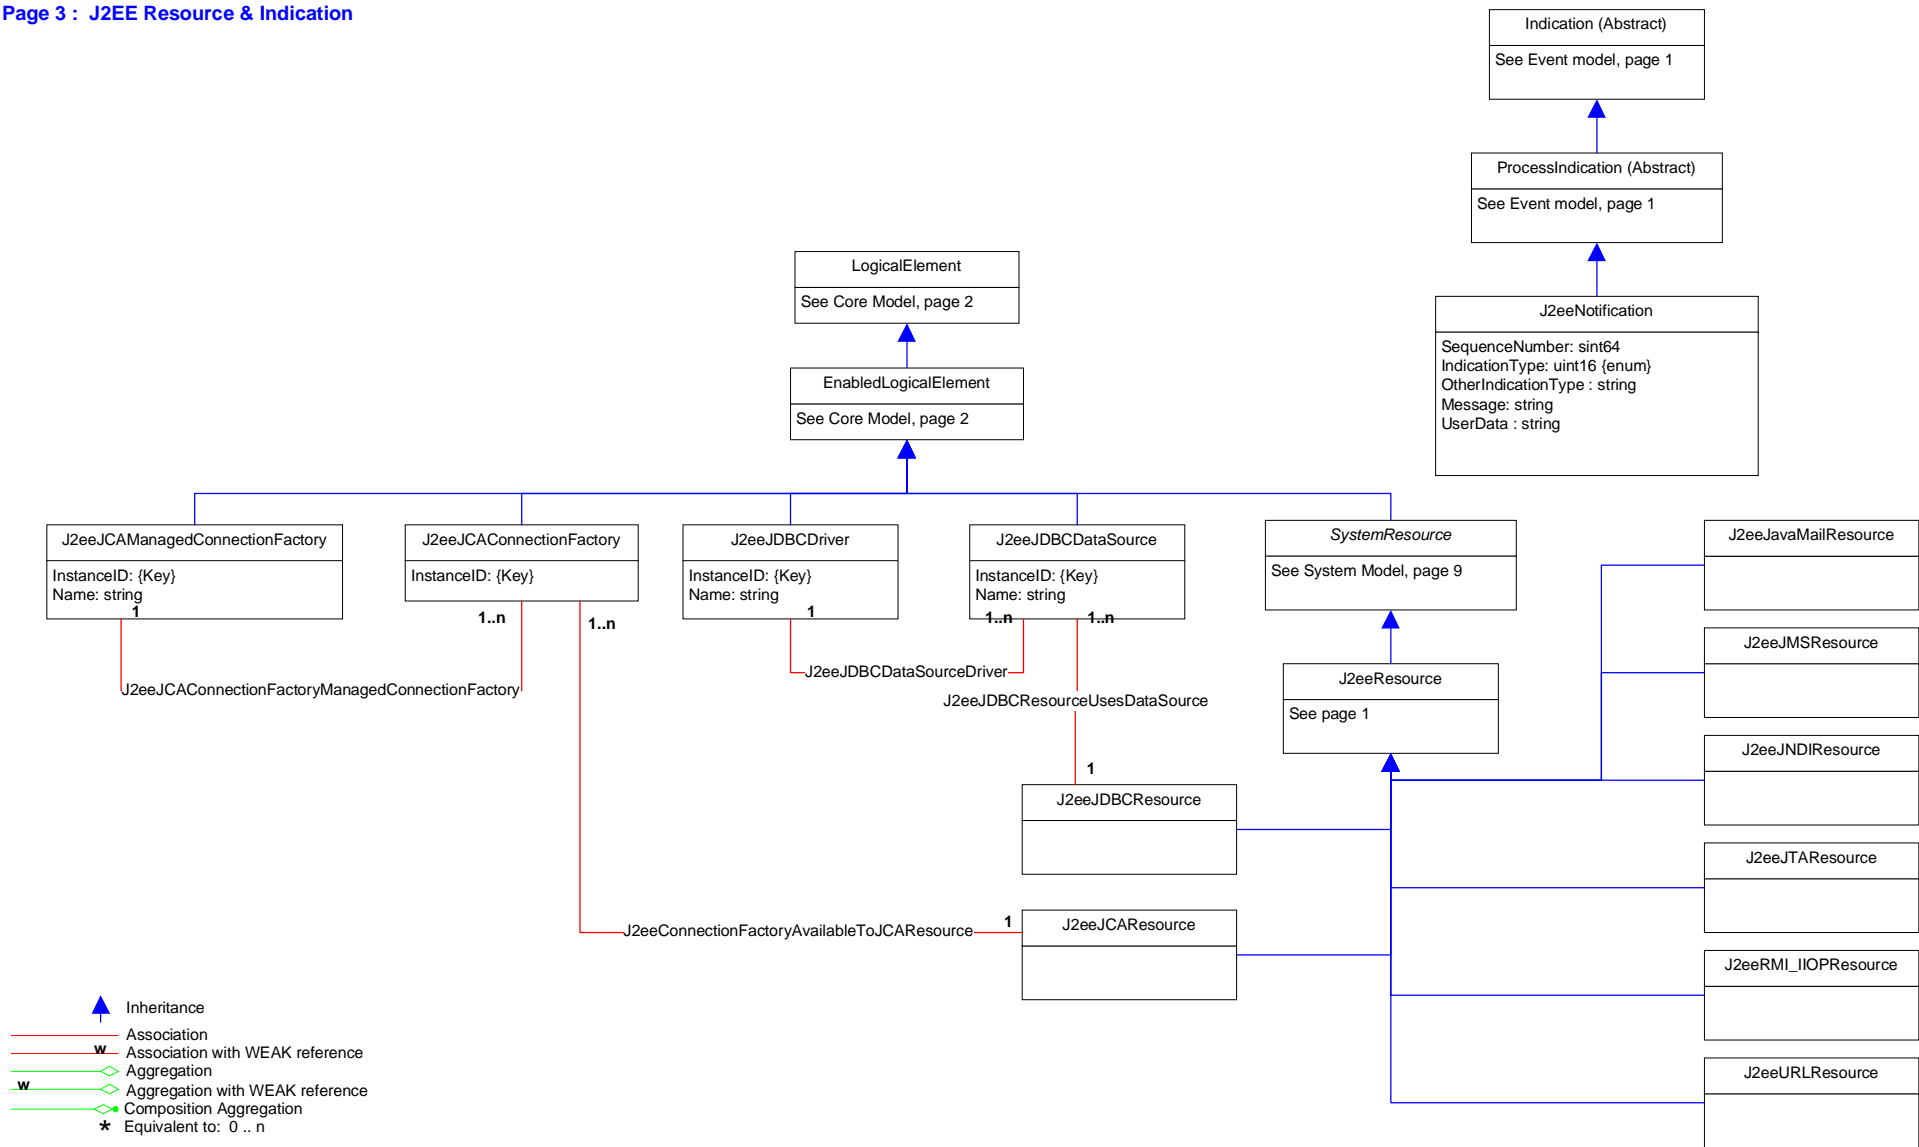 Page 3 : J2EE Resource & Indication
Indication (Abstract)
See Event model, page 1
ProcessIndication (Abstract)
See Event model, page 1
LogicalElement
See Core Model, page 2
J2eeNotification
SequenceNumber: sint64
IndicationType: uint16 {enum}
OtherIndicationType : string
Message: string
UserData : string
EnabledLogicalElement
See Core Model, page 2
J2eeJCAManagedConnectionFactory
InstanceID: {Key}
Name: string
1
J2eeJCAConnectionFactory
InstanceID: {Key}
1..n
1..n
J2eeJDBCDriver
InstanceID: {Key}
Name: string
1
J2eeJDBCDataSource
InstanceID: {Key}
Name: string
1..n
1..n
SystemResource
See System Model, page 9
J2eeJavaMailResource
J2eeJMSResource
J2eeJCAConnectionFactoryManagedConnectionFactory
J2eeJDBCDataSourceDriver
J2eeJDBCResourceUsesDataSource
J2eeResource
See page 1
J2eeJNDIResource
1
J2eeJDBCResource
J2eeJTAResource
J2eeConnectionFactoryAvailableToJCAResource
1
J2eeJCAResource
J2eeRMI_IIOPResource
J2eeURLResource
Inheritance
Association
w
Association with WEAK reference
Aggregation
w
Aggregation with WEAK reference
Composition Aggregation
* Equivalent to: 0 .. n